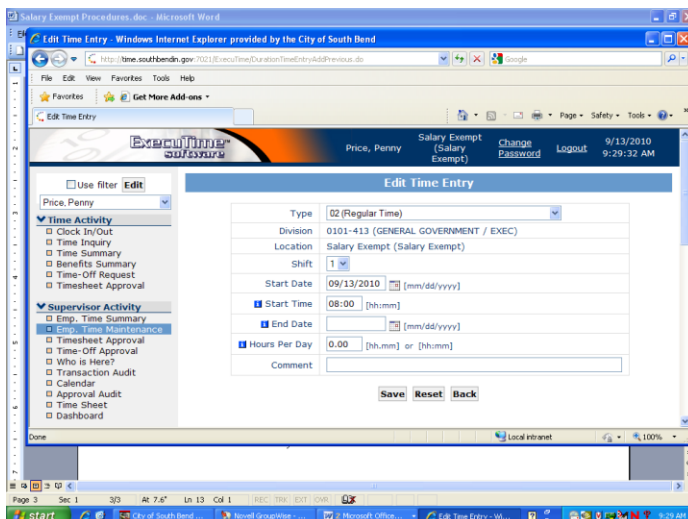 Salary Exempt Procedures.doc - Microsoft Word
Edit Time Entry - Windows Internet Explorer provided by the City of South Bend
http://time.southbendin.gov:7021/ExecuTime/DurationTimeEntryAddPrevious.do
Google
File Edit View Favorites Tools Help
Favorites Get More Add-ons
Edit Time Entry
Page Safety Tools
ExecuTime software
Price, Penny
Salary Exempt (Salary Exempt)
Change Password
Logout
9/13/2010 9:29:32 AM
Use filter Edit
Price, Penny
Time Activity
Clock In/Out
Time Inquiry
Time Summary
Benefits Summary
Time-Off Request
Timesheet Approval
Supervisor Activity
Emp. Time Summary
Emp. Time Maintenance
Timesheet Approval
Time-Off Approval
Who is Here?
Transaction Audit
Calendar
Approval Audit
Time Sheet
Dashboard
Edit Time Entry
Type 02 (Regular Time)
Division 0101-413 (GENERAL GOVERNMENT / EXEC)
Location Salary Exempt (Salary Exempt)
Shift 1
Start Date 09/13/2010 [mm/dd/yyyy]
Start Time 08:00 [hh:mm]
End Date [mm/dd/yyyy]
Hours Per Day 0.00 [hh.mm] or [hh:mm]
Comment
Save Reset Back
Done Local intranet 100%
Page 3 Sec 1 3/3 At 7.6" Ln 13 Col 1 REC TRK EXT OVR
start City of South Bend ... Novell GroupWise - ... 2 Microsoft Office... Edit Time Entry - Wi... 9:29 AM